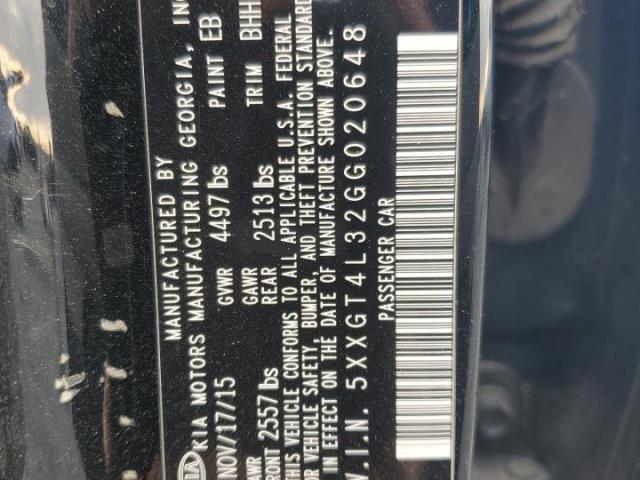 MANUFACTURED BY
KIA KIA MOTORS MANUFACTURING GEORGIA, INC
NOV/17/15 GVWR 4497 lbs PAINT EB
GAWR FRONT 2557 lbs GAWR REAR 2513 lbs TRIM BHH
THIS VEHICLE CONFORMS TO ALL APPLICABLE U.S.A. FEDERAL
MOTOR VEHICLE SAFETY, BUMPER, AND THEFT PREVENTION STANDARD
IN EFFECT ON THE DATE OF MANUFACTURE SHOWN ABOVE.
V.I.N. 5XXGT4L32GG020648
PASSENGER CAR